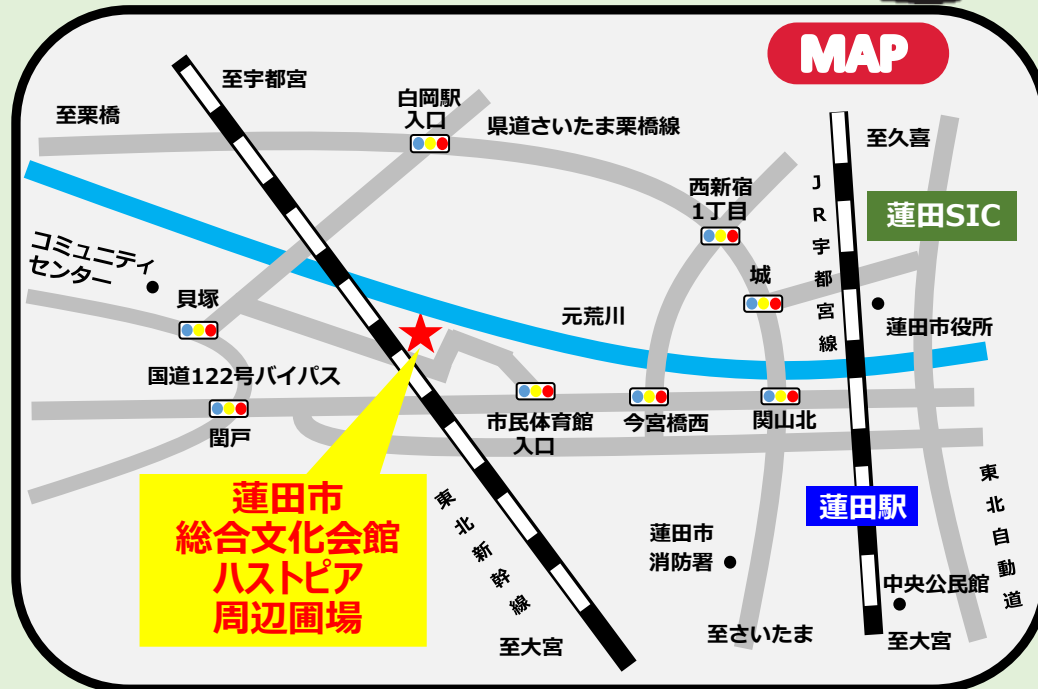 MAP
至宇都宮
至栗橋
白岡駅
入口
県道さいたま栗橋線
至久喜
西新宿
1丁目
JR宇都宮線
蓮田SIC
コミュニティ
センター
貝塚
城
元荒川
蓮田市役所
国道122号バイパス
閏戸
市民体育館
入口
今宮橋西
関山北
蓮田市
総合文化会館
ハストピア
周辺圃場
東北新幹線
蓮田駅
東北自動道
蓮田市
消防署
中央公民館
至大宮
至さいたま
至大宮